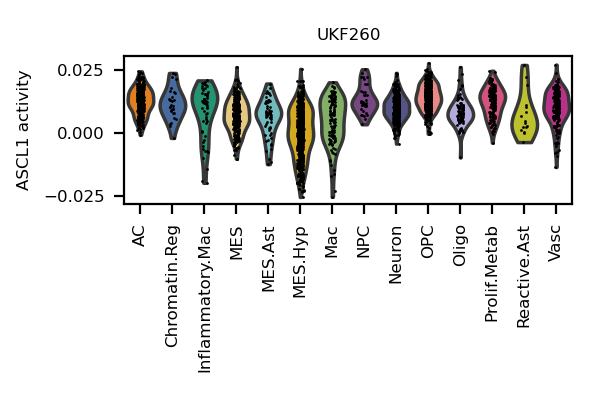 UKF260
ASCL1 activity
0.025
0.000
−0.025
AC
Chromatin.Reg
Inflammatory.Mac
MES
MES.Ast
MES.Hyp
Mac
NPC
Neuron
OPC
Oligo
Prolif.Metab
Reactive.Ast
Vasc